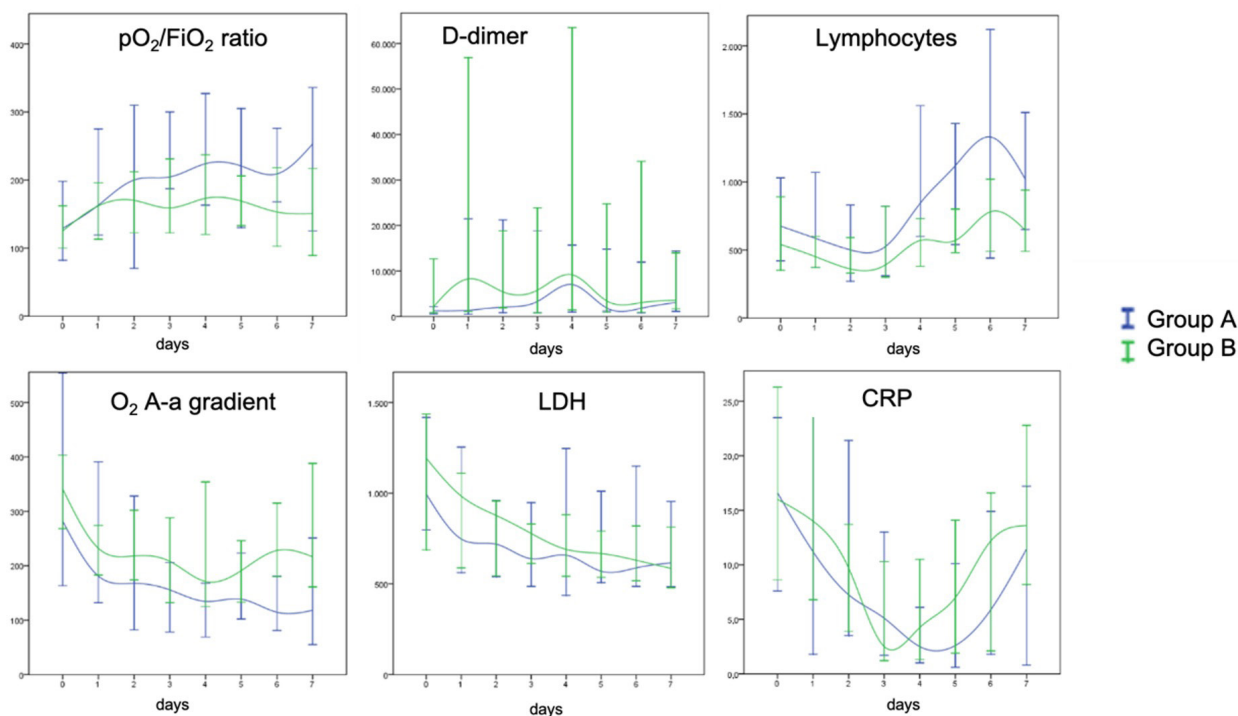 pO₂/FiO₂ ratio
400
300
200
100
0
0 1 2 3 4 5 6 7
days
D-dimer
60.000
50.000
40.000
30.000
20.000
10.000
0
0 1 2 3 4 5 6 7
days
Lymphocytes
2.000
1.500
1.000
500
0
0 1 2 3 4 5 6 7
days
Group A
Group B
O₂ A-a gradient
500
400
300
200
100
0
0 1 2 3 4 5 6 7
days
LDH
1.500
1.000
500
0
0 1 2 3 4 5 6 7
days
CRP
25,0
20,0
15,0
10,0
5,0
0,0
0 1 2 3 4 5 6 7
days